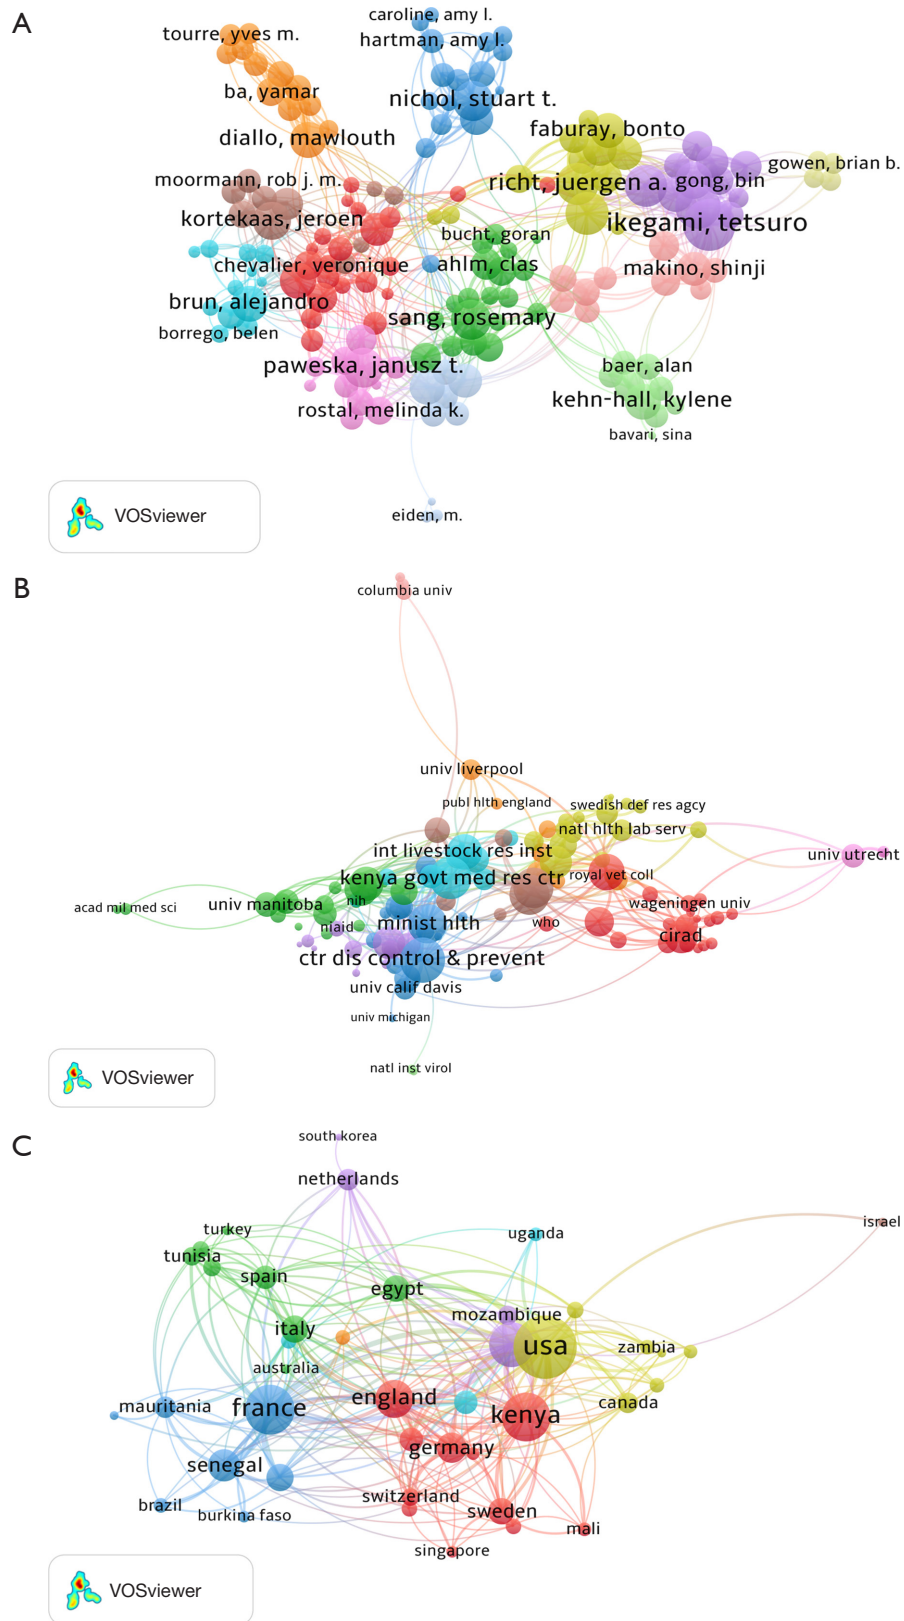 A
caroline, amy l.
tourre, yves m.
hartman, amy l.
ba, yamar
nichol, stuart t.
diallo, mawlouth
faburay, bonto
gowen, brian b.
moormann, rob j. m.
richt, juergen a.
gong, bin
kortekaas, jeroen
ikegami, tetsuro
bucht, goran
chevalier, veronique
ahlm, clas
makino, shinji
brun, alejandro
sang, rosemary
borrego, belen
paweska, janusz t.
baer, alan
rostal, melinda k.
kehn-hall, kylene
bavari, sina
eiden, m.
VOSviewer
B
columbia univ
univ liverpool
publ hlth england
swedish def res agcy
natl hlth lab serv
int livestock res inst
univ utrecht
kenya govt med res ctr
royal vet coll
nih
univ manitoba
wageningen univ
acad mil med sci
niaid
minist hlth
who
cirad
ctr dis control & prevent
univ calif davis
univ michigan
natl inst virol
VOSviewer
C
south korea
netherlands
israel
turkey
uganda
tunisia
spain
egypt
mozambique
italy
usa
zambia
australia
england
mauritania
france
kenya
canada
germany
senegal
switzerland
brazil
burkina faso
sweden
mali
singapore
VOSviewer